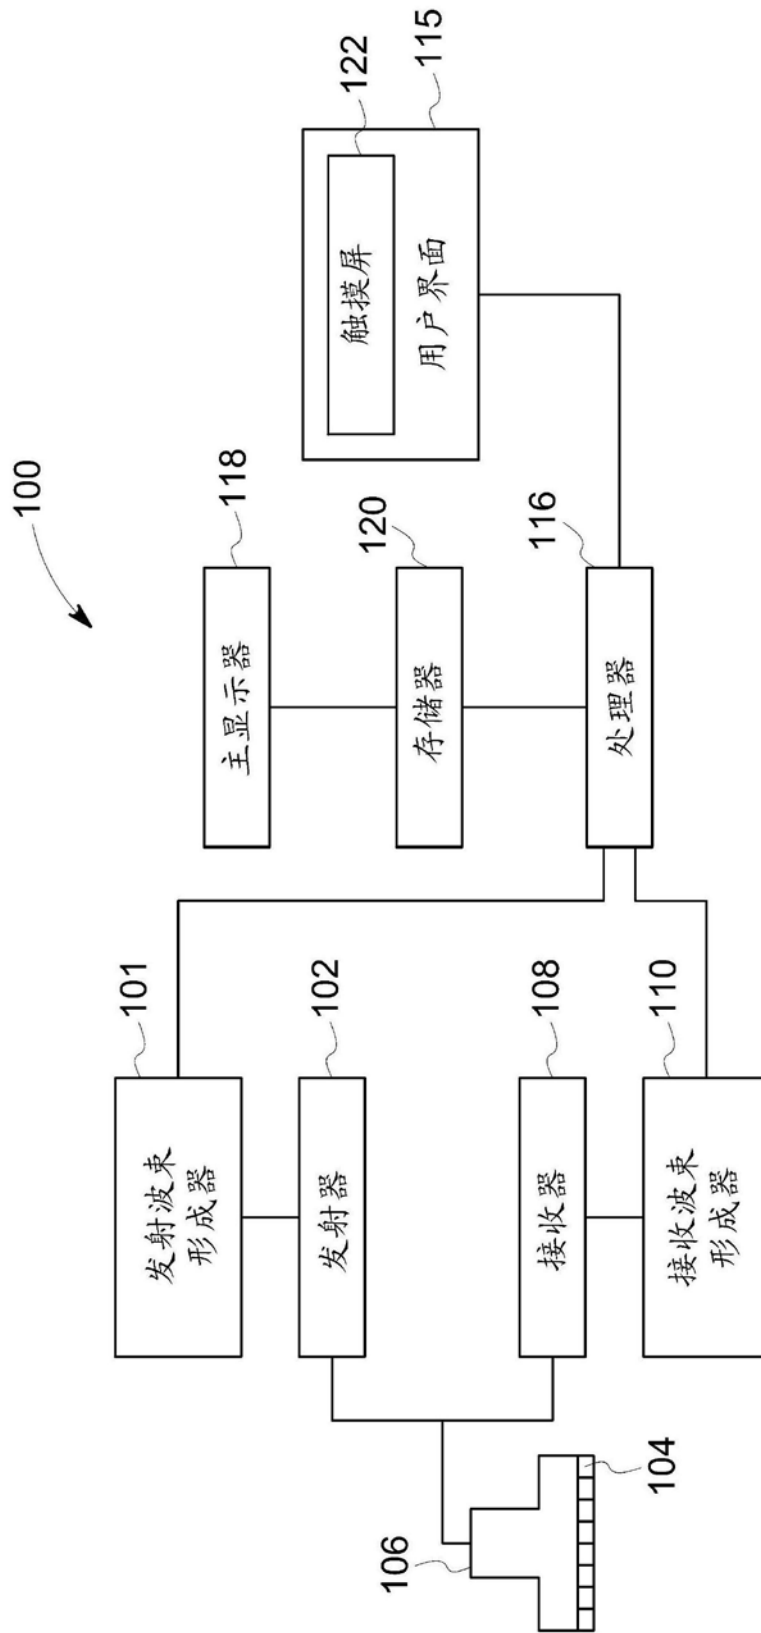 100
101
发射波束
形成器
102
发射器
108
接收器
110
接收波束
形成器
106
104
118
主显示器
120
存储器
116
处理器
122
触摸屏
115
用户界面